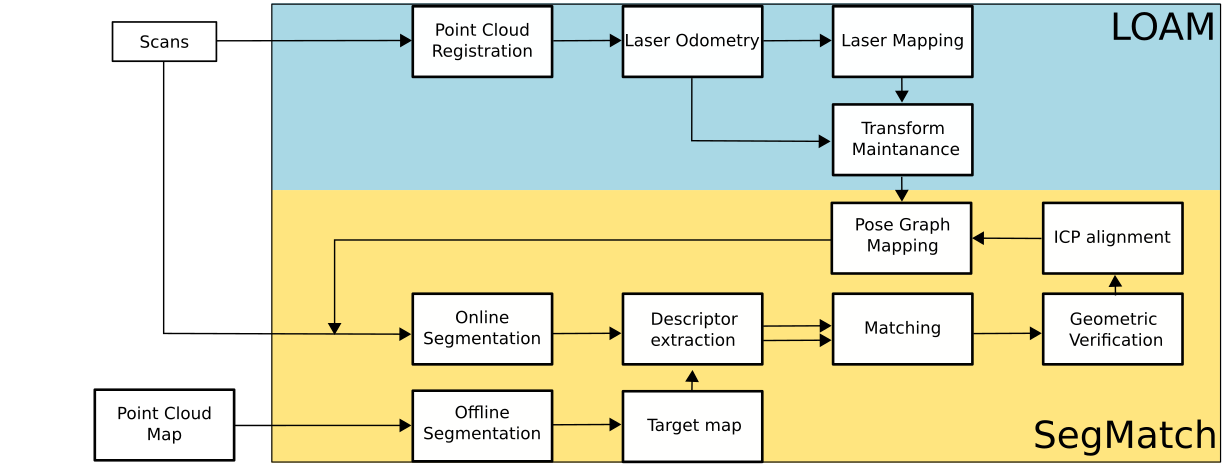 LOAM
Scans
Point Cloud
Registration
Laser Odometry
Laser Mapping
Transform
Maintanance
Pose Graph
Mapping
ICP alignment
Online
Segmentation
Descriptor
extraction
Matching
Geometric
Verification
Point Cloud
Map
Offline
Segmentation
Target map
SegMatch